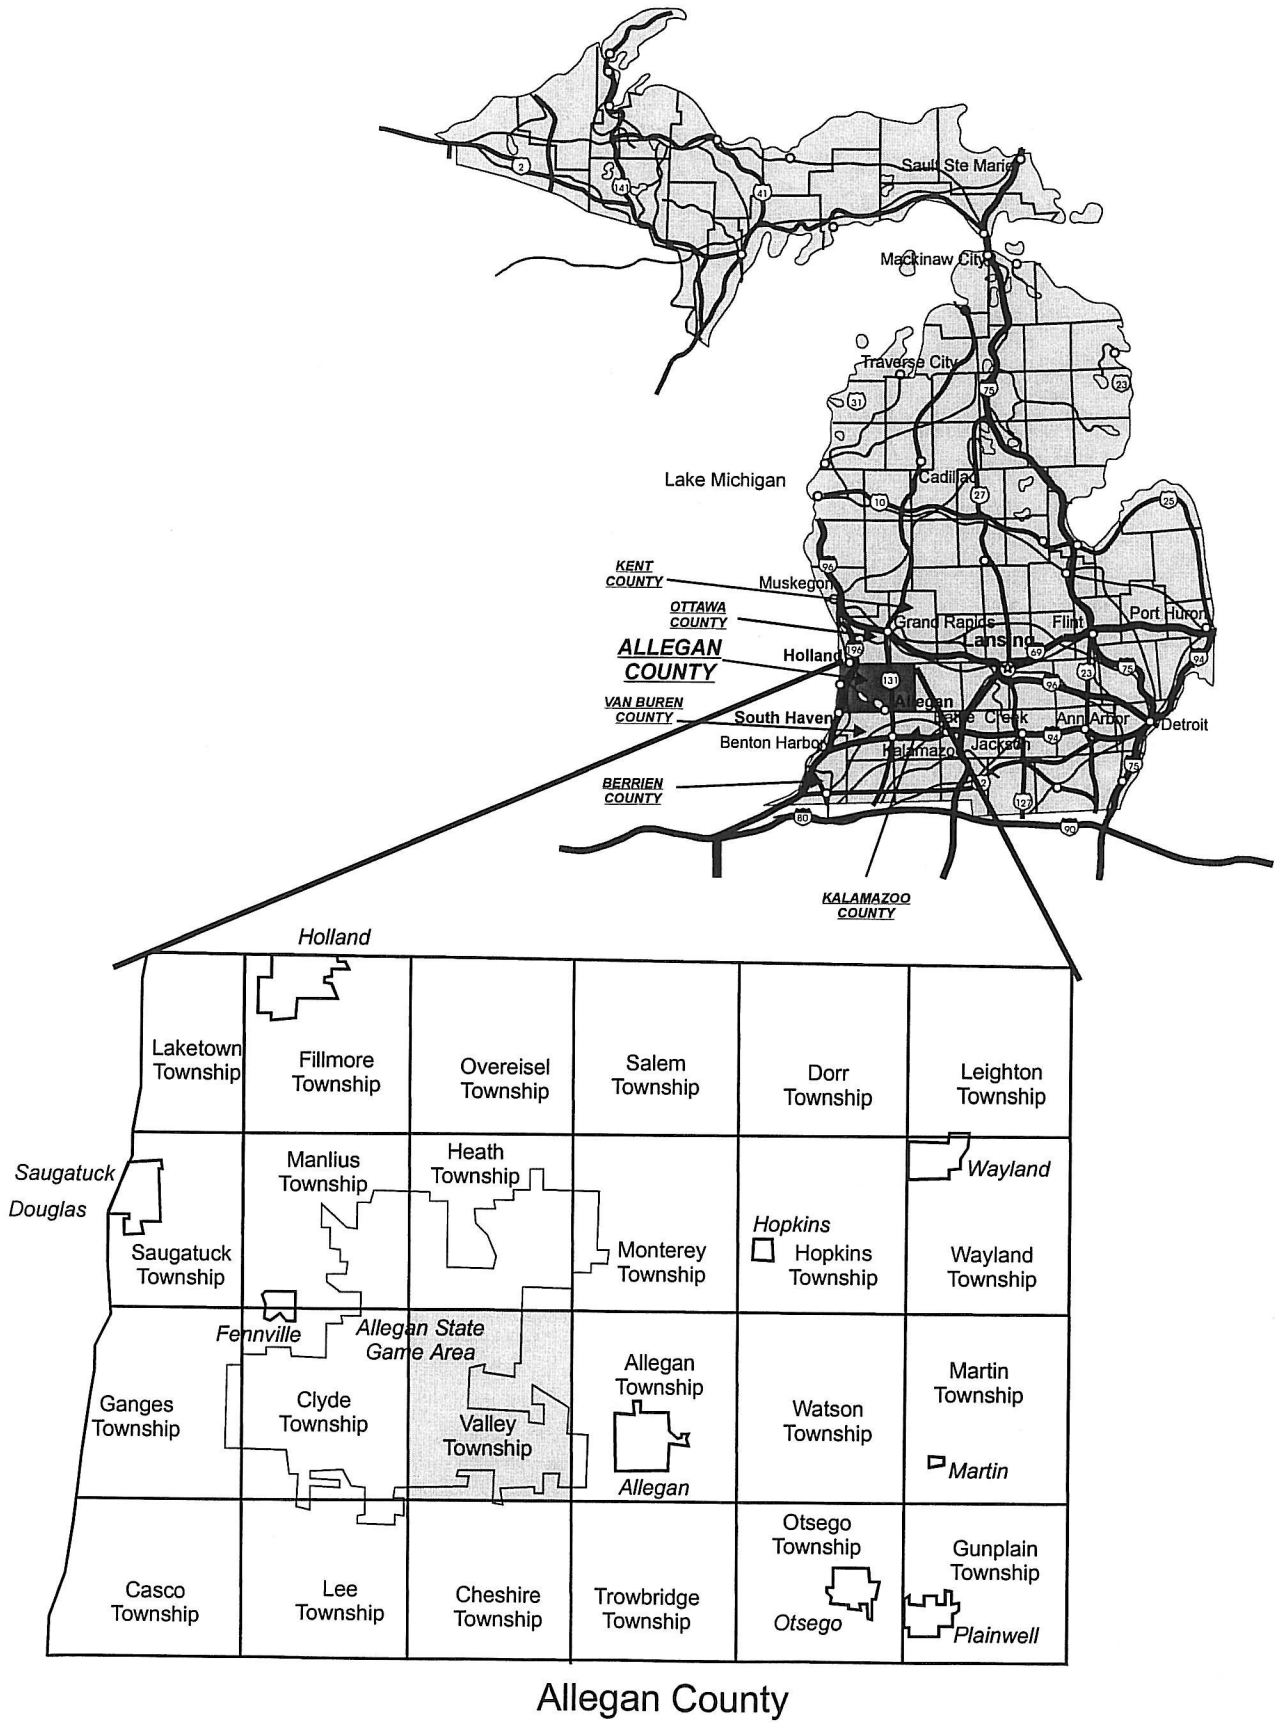 Sault Ste Marie
2
141
41
Mackinaw City
Traverse City
31
75
23
Lake Michigan
Cadillac
10
27
25
KENT
COUNTY
96
Muskegon
OTTAWA
COUNTY
Grand Rapids
Flint
Port Huron
Lansing
ALLEGAN
COUNTY
Holland
196
69
131
96
23
75
94
VAN BUREN
COUNTY
South Haven
Allegan
Battle Creek
Ann Arbor
Detroit
Benton Harbor
Kalamazoo
Jackson
94
75
BERRIEN
COUNTY
127
80
90
KALAMAZOO
COUNTY
Holland
Laketown
Township
Fillmore
Township
Overeisel
Township
Salem
Township
Dorr
Township
Leighton
Township
Saugatuck
Douglas
Saugatuck
Township
Manlius
Township
Heath
Township
Monterey
Township
Hopkins
Hopkins
Township
Wayland
Wayland
Township
Fennville
Allegan State
Game Area
Ganges
Township
Clyde
Township
Valley
Township
Allegan
Township
Allegan
Watson
Township
Martin
Township
Martin
Casco
Township
Lee
Township
Cheshire
Township
Trowbridge
Township
Otsego
Township
Otsego
Gunplain
Township
Plainwell
Allegan County